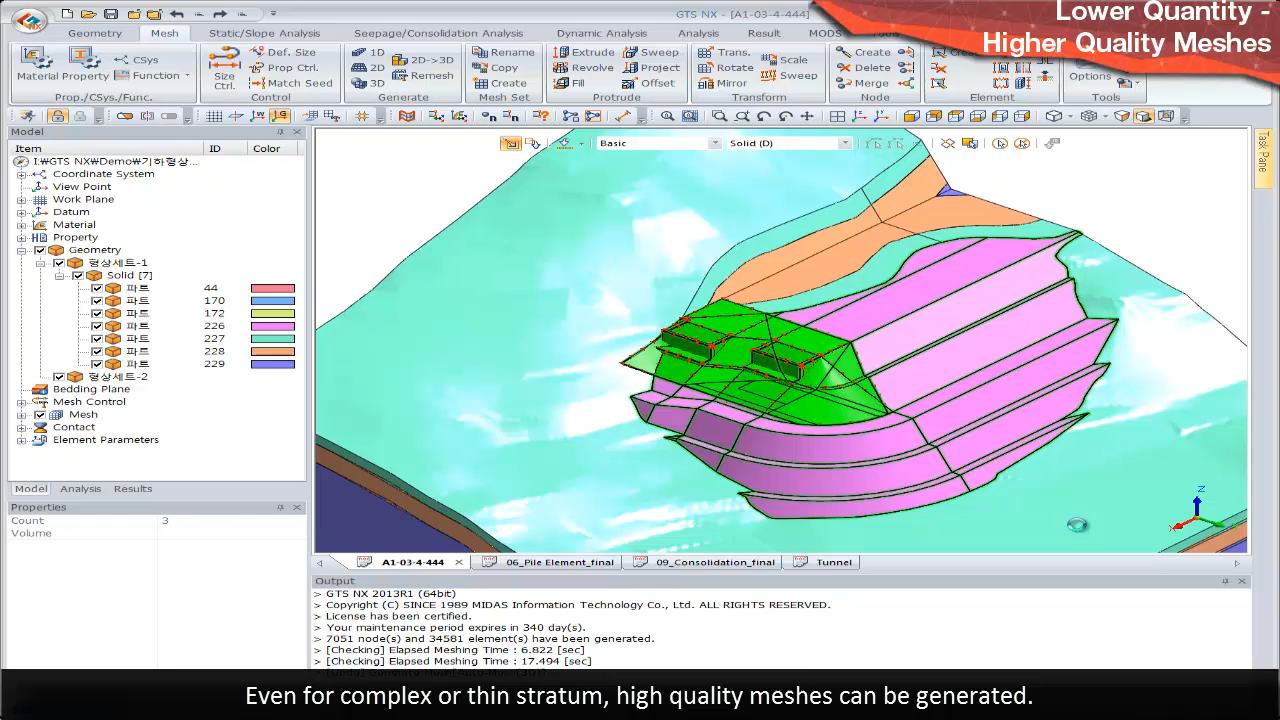 GTS NX - [A1-03-4-444]
Lower Quantity -
Higher Quality Meshes
Geometry Mesh Static/Slope Analysis Seepage/Consolidation Analysis Dynamic Analysis Analysis Result MODS Tools
Material Property CSys Function
Prop./CSys./Func.
Size Ctrl. Def. Size Prop Ctrl. Match Seed
Control
1D 2D 3D 2D->3D Remesh
Generate
Rename Copy Create
Mesh Set
Extrude Revolve Fill Sweep Project Offset
Protrude
Trans. Rotate Mirror Scale Sweep
Transform
Create Delete Merge
Node
Create
Element
Options
Tools
Model
Item ID Color
I:₩GTS NX₩Demo₩기하형상...
Coordinate System
View Point
Work Plane
Datum
Material
Property
Geometry
형상세트-1
Solid [7]
파트 44
파트 170
파트 172
파트 226
파트 227
파트 228
파트 229
형상세트-2
Bedding Plane
Mesh Control
Mesh
Contact
Element Parameters
Model Analysis Results
Properties
Count 3
Volume
Basic Solid (D)
Task Pane
Z
A1-03-4-444 06_Pile Element_final 09_Consolidation_final Tunnel
Output
> GTS NX 2013R1 (64bit)
> Copyright (C) SINCE 1989 MIDAS Information Technology Co., Ltd. ALL RIGHTS RESERVED.
> License has been certified.
> Your maintenance period expires in 340 day(s).
> 7051 node(s) and 34581 element(s) have been generated.
> [Checking] Elapsed Meshing Time : 6.822 [sec]
> [Checking] Elapsed Meshing Time : 17.494 [sec]
Even for complex or thin stratum, high quality meshes can be generated.